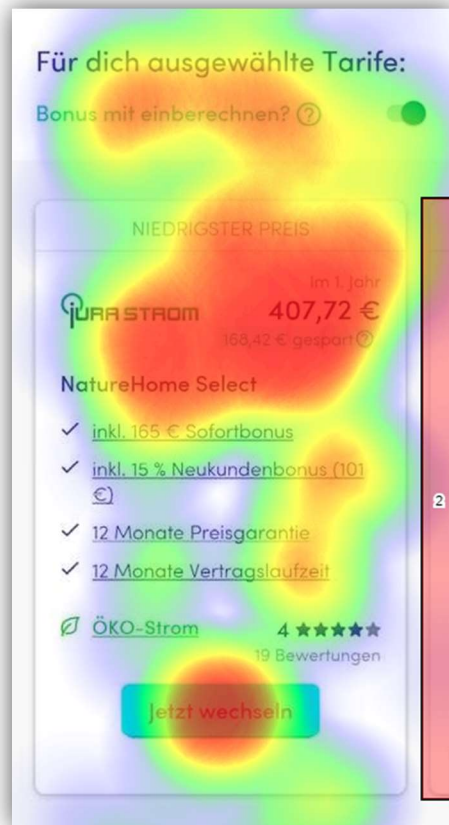 Für dich ausgewählte Tarife:
Bonus mit einberechnen? ?
NIEDRIGSTER PREIS
im 1. Jahr
JURA STROM
407,72 €
168,42 € gespart ?
NatureHome Select
inkl. 165 € Sofortbonus
inkl. 15 % Neukundenbonus (101
€)
12 Monate Preisgarantie
12 Monate Vertragslaufzeit
ÖKO-Strom
4 ★★★★★
19 Bewertungen
Jetzt wechseln
2